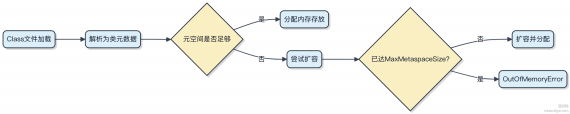 Class文件加载
解析为类元数据
元空间是否足够
是
分配内存存放
否
尝试扩容
已达MaxMetaspaceSize?
否
扩容并分配
是
OutOfMemoryError